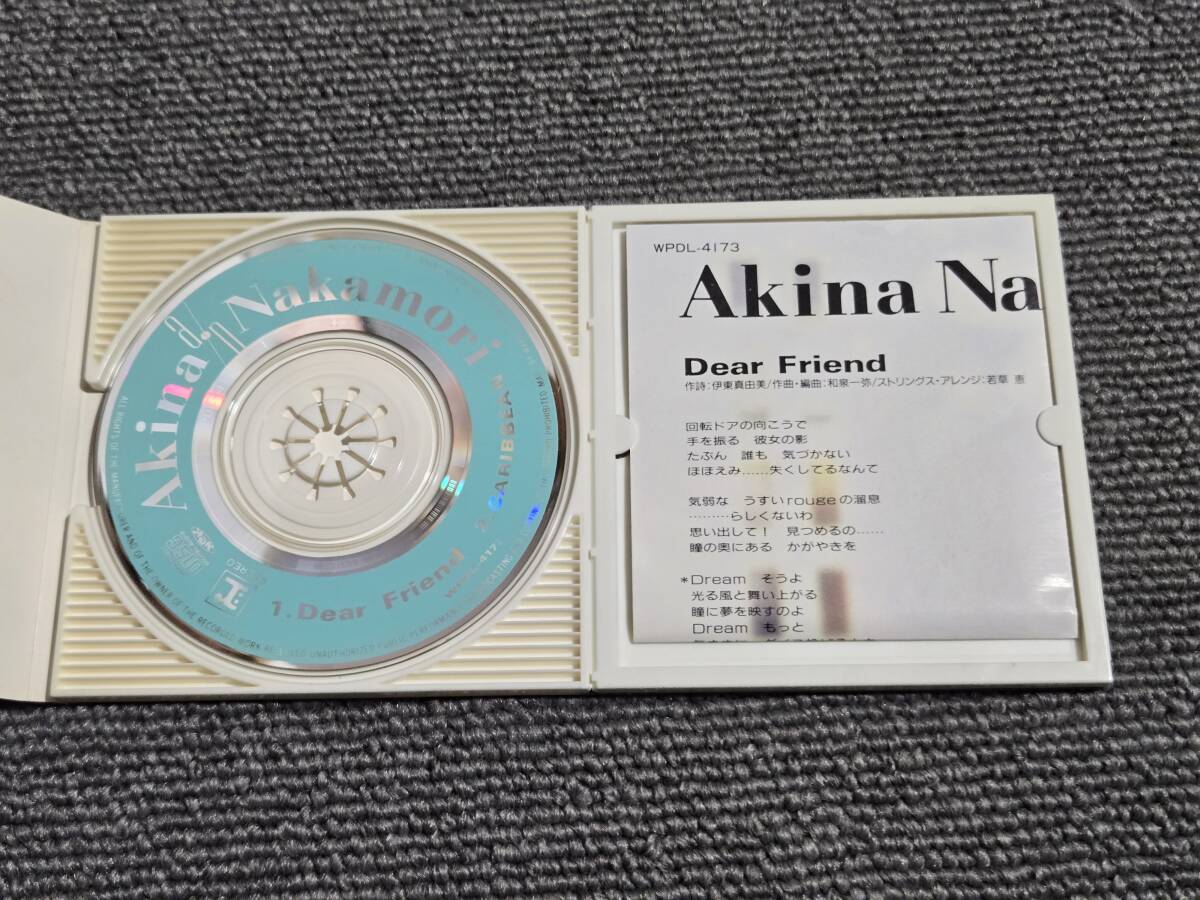 Akina Nakamori
a/n
1. Dear Friend 2. CARIBBEAN
WPDL-4173
STEREO
WPDL-4173
Akina Na
Dear Friend
作詩:伊東真由美/作曲・編曲:和泉一弥/ストリングス・アレンジ:若草 恵
回転ドアの向こうで
手を振る 彼女の影
たぶん 誰も 気づかない
ほほえみ……失くしてるなんて
気弱な うすいrougeの溜息
………らしくないわ
思い出して! 見つめるの……
瞳の奥にある かがやきを
*Dream そうよ
光る風と舞い上がる
瞳に夢を映すのよ
Dream もっと